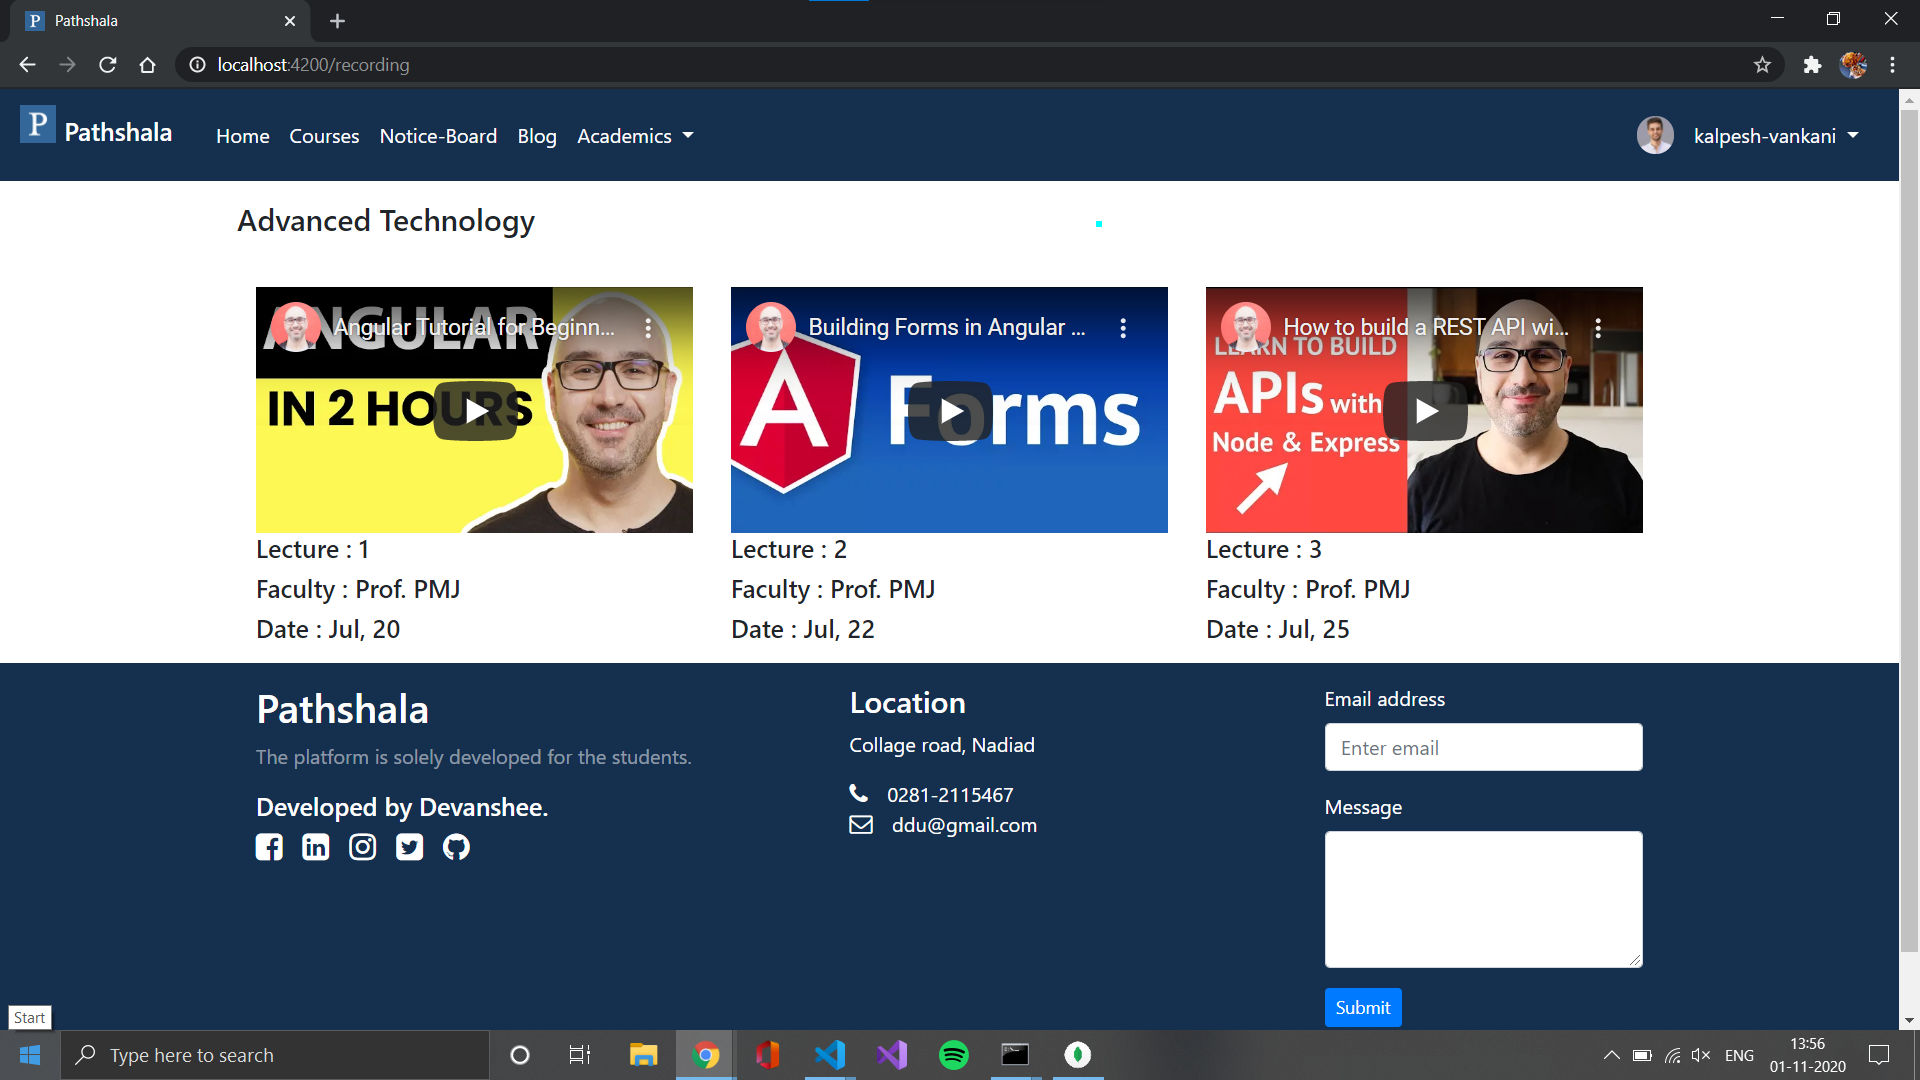 P Pathshala
localhost:4200/recording
P Pathshala
Home Courses Notice-Board Blog Academics
kalpesh-vankani
Advanced Technology
ANGULAR
Angular Tutorial for Beginn...
IN 2 HOURS
Lecture : 1
Faculty : Prof. PMJ
Date : Jul, 20
Building Forms in Angular ...
A Forms
Lecture : 2
Faculty : Prof. PMJ
Date : Jul, 22
How to build a REST API wi...
LEARN TO BUILD
APIs with
Node & Express
Lecture : 3
Faculty : Prof. PMJ
Date : Jul, 25
Pathshala
The platform is solely developed for the students.
Developed by Devanshee.
Location
Collage road, Nadiad
0281-2115467
ddu@gmail.com
Email address
Enter email
Message
Submit
Start
Type here to search
ENG
13:56
01-11-2020